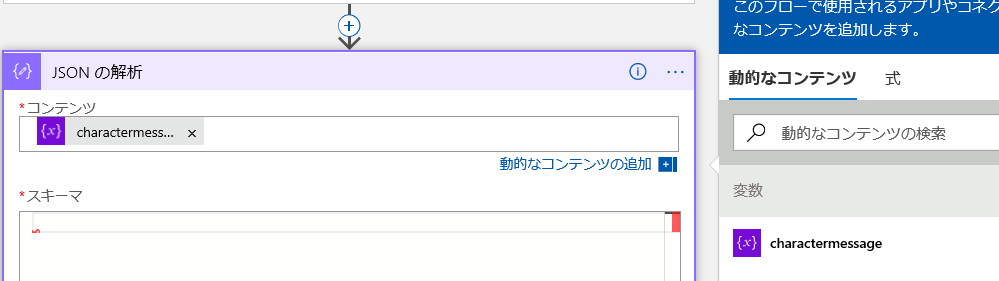 このフローで使用されるアプリやコネク
なコンテンツを追加します。
JSON の解析
動的なコンテンツ
式
*コンテンツ
{x} charactermess... ×
動的なコンテンツの検索
動的なコンテンツの追加
*スキーマ
変数
{x} charactermessage